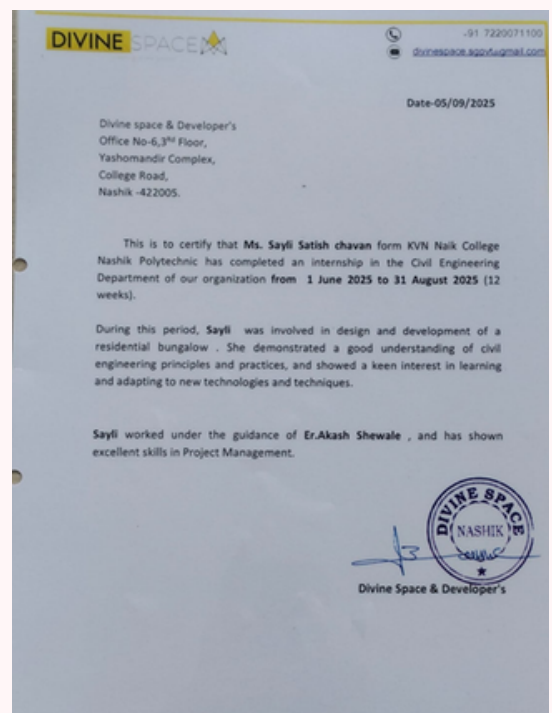 DIVINE SPACE
-91 7220071100
divinespace.agpvt@gmail.com
Date-05/09/2025
Divine space & Developer's
Office No-6,3Rd Floor,
Yashomandir Complex,
College Road,
Nashik -422005.
This is to certify that Ms. Sayli Satish chavan form KVN Naik College
Nashik Polytechnic has completed an internship in the Civil Engineering
Department of our organization from 1 June 2025 to 31 August 2025 (12
weeks).
During this period, Sayli was involved in design and development of a
residential bungalow . She demonstrated a good understanding of civil
engineering principles and practices, and showed a keen interest in learning
and adapting to new technologies and techniques.
Sayli worked under the guidance of Er.Akash Shewale , and has shown
excellent skills in Project Management.
DIVINE SPACE
NASHIK
Divine Space & Developer's